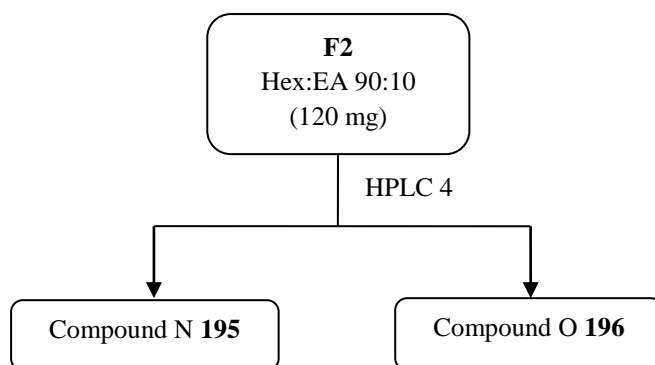 F2
Hex:EA 90:10
(120 mg)
HPLC 4
Compound N 195
Compound O 196